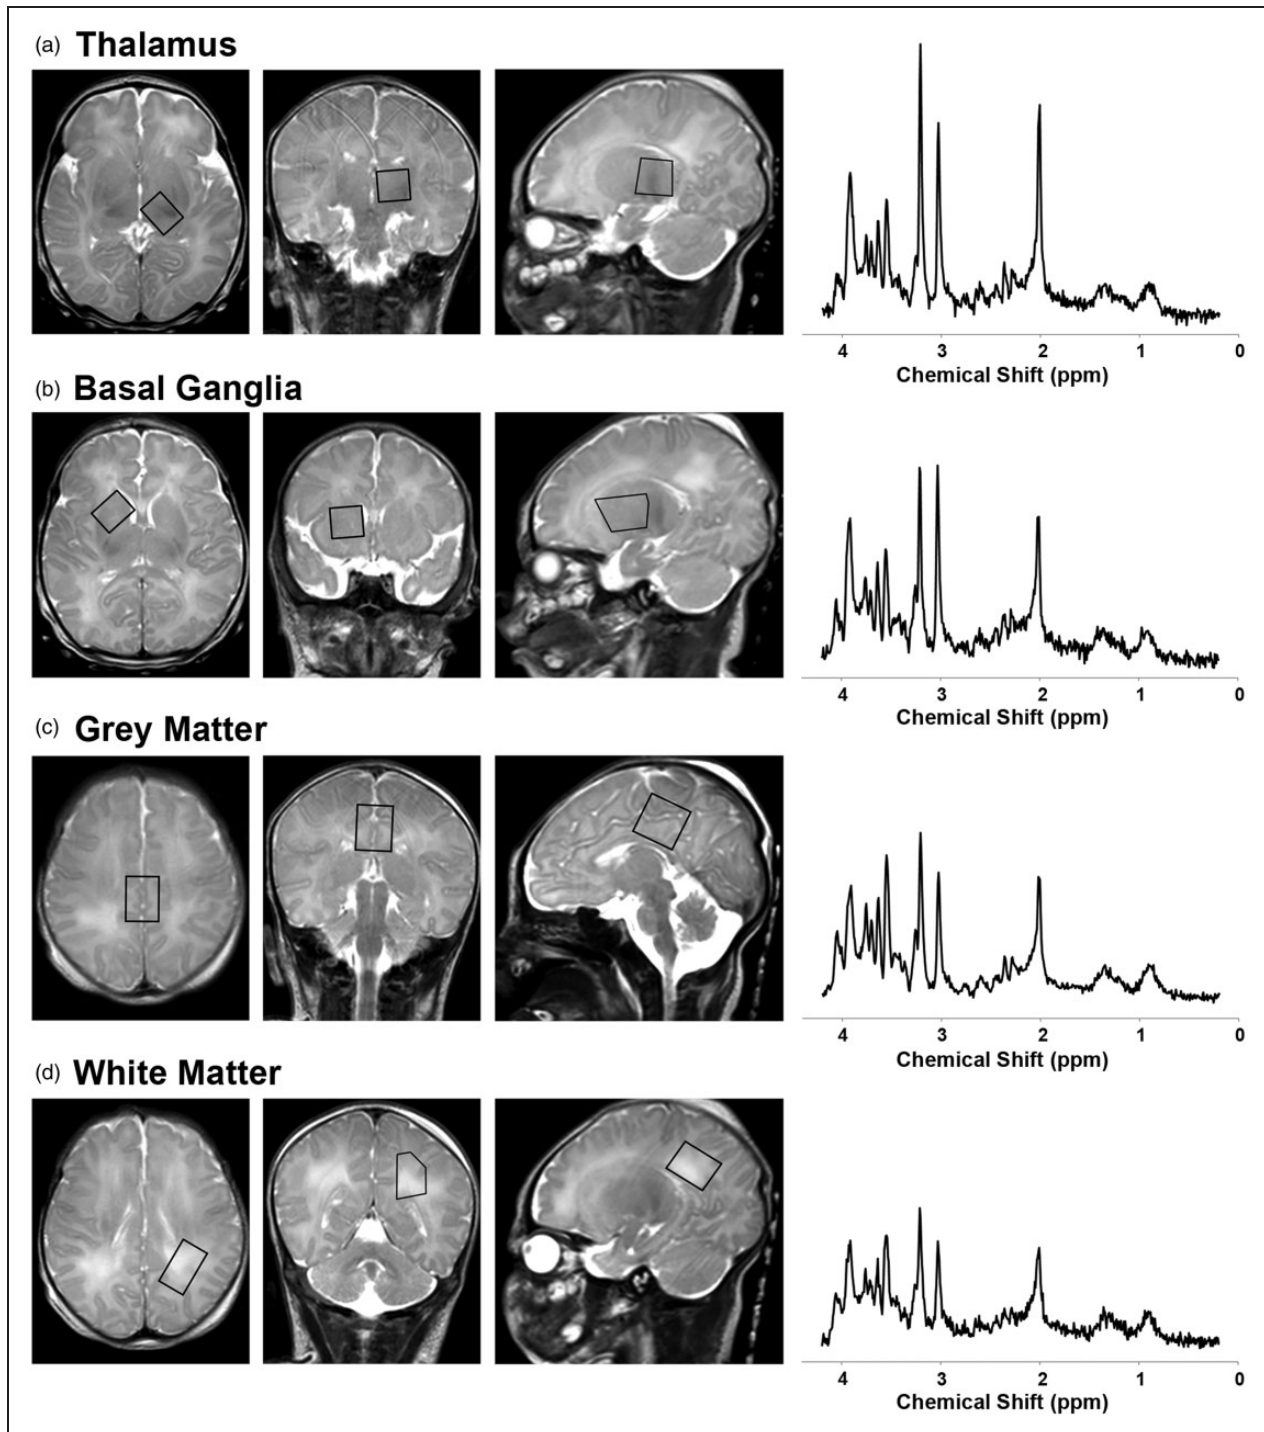 (a) Thalamus
4 3 2 1 0
Chemical Shift (ppm)
(b) Basal Ganglia
4 3 2 1 0
Chemical Shift (ppm)
(c) Grey Matter
4 3 2 1 0
Chemical Shift (ppm)
(d) White Matter
4 3 2 1 0
Chemical Shift (ppm)